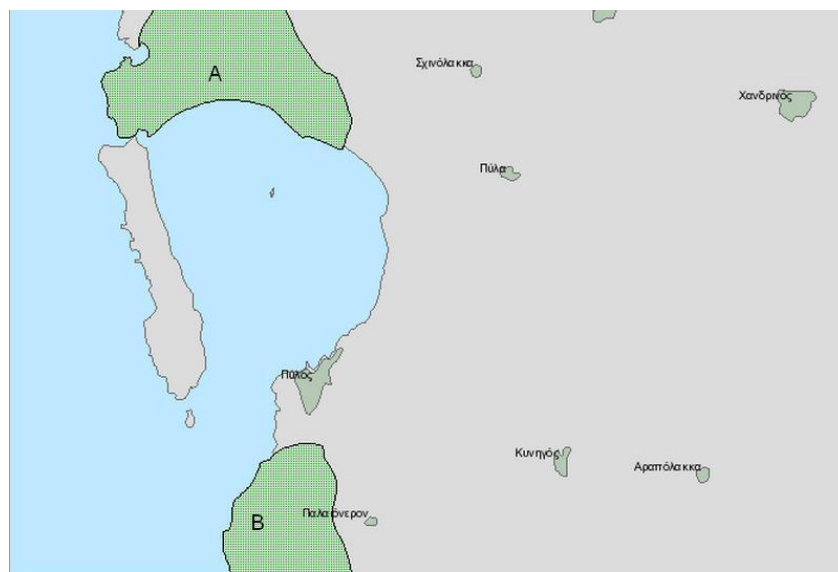 Σχινόλακκα
A
Χανδρινός
Πύλα
Πύλος
Κυνηγός
Αραπόλακκα
Παλαιόνερον
B